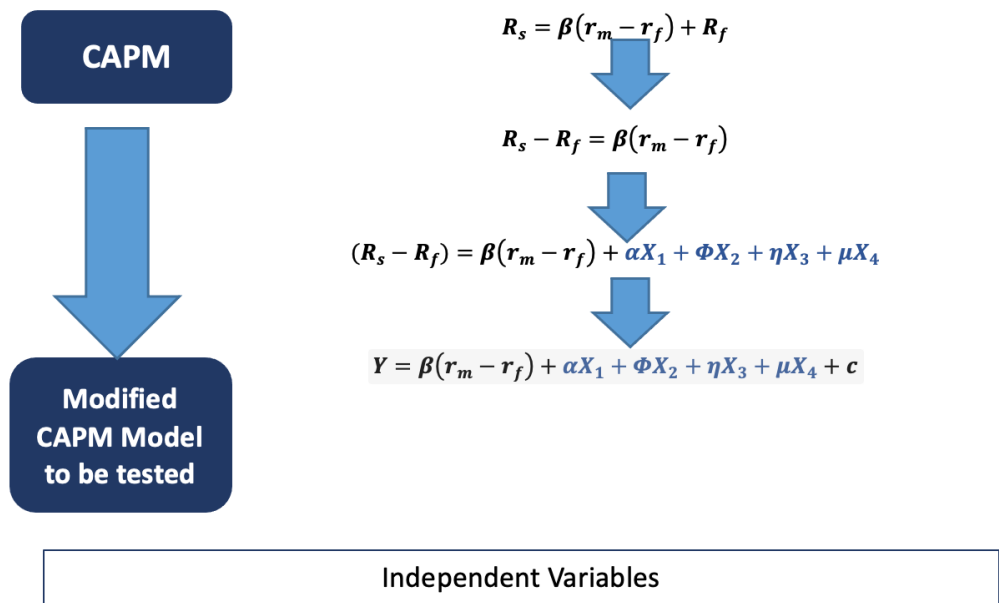 CAPM
R_s = β(r_m − r_f) + R_f
R_s − R_f = β(r_m − r_f)
(R_s − R_f) = β(r_m − r_f) + αX_1 + ΦX_2 + ηX_3 + μX_4
Y = β(r_m − r_f) + αX_1 + ΦX_2 + ηX_3 + μX_4 + c
Modified
CAPM Model
to be tested
Independent Variables